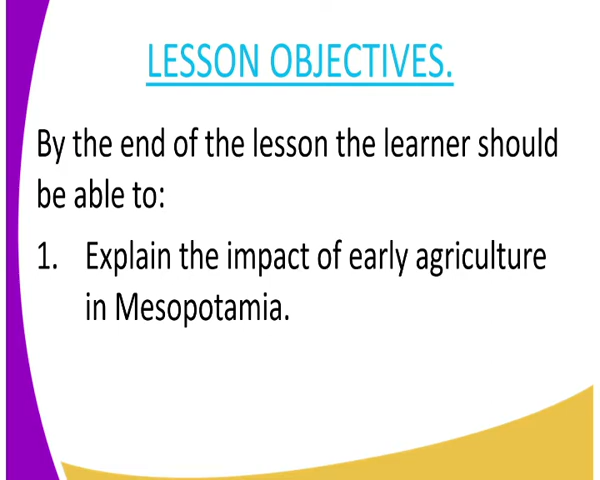 LESSON OBJECTIVES.
By the end of the lesson the learner should
be able to:
1. Explain the impact of early agriculture
in Mesopotamia.